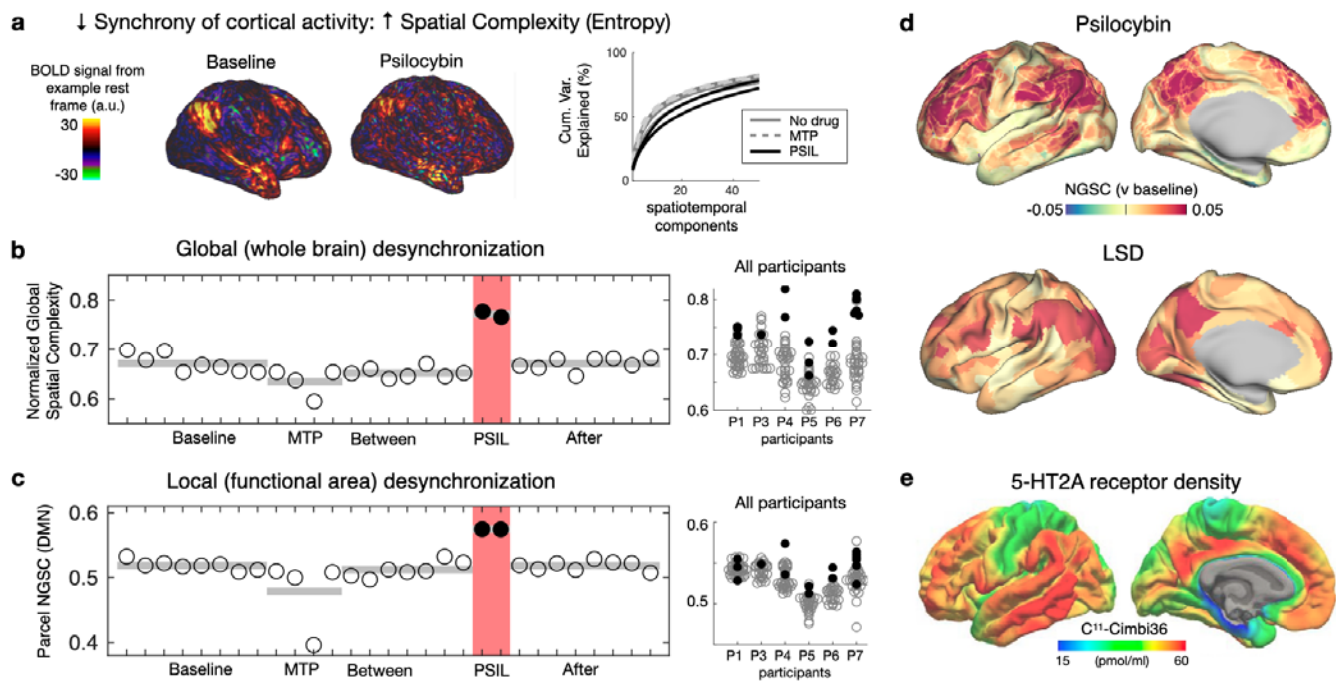 a
↓ Synchrony of cortical activity: ↑ Spatial Complexity (Entropy)
BOLD signal from
example rest
frame (a.u.)
30
-30
Baseline
Psilocybin
Cum. Var.
Explained (%)
100
50
0
20
40
No drug
MTP
PSIL
spatiotemporal
components
b
Global (whole brain) desynchronization
Normalized Global
Spatial Complexity
0.8
0.7
0.6
Baseline
MTP
Between
PSIL
After
All participants
0.8
0.7
0.6
P1 P3 P4 P5 P6 P7
participants
c
Local (functional area) desynchronization
Parcel NGSC (DMN)
0.6
0.5
0.4
Baseline
MTP
Between
PSIL
After
All participants
0.6
0.5
P1 P3 P4 P5 P6 P7
participants
d
Psilocybin
NGSC (v baseline)
-0.05
0.05
LSD
e
5-HT2A receptor density
C¹¹-Cimbi36
15
(pmol/ml)
60